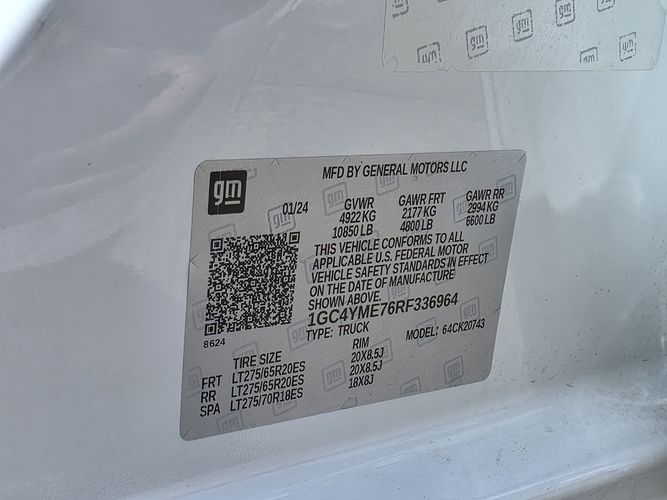 gm
MFD BY GENERAL MOTORS LLC
01/24
GVWR GAWR FRT GAWR RR
4922 KG 2177 KG 2994 KG
10850 LB 4800 LB 6600 LB
THIS VEHICLE CONFORMS TO ALL
APPLICABLE U.S. FEDERAL MOTOR
VEHICLE SAFETY STANDARDS IN EFFECT
ON THE DATE OF MANUFACTURE
SHOWN ABOVE.
1GC4YME76RF336964
8624
TYPE: TRUCK MODEL: 64CK20743
TIRE SIZE RIM
FRT LT275/65R20ES 20X8.5J
RR LT275/65R20ES 20X8.5J
SPA LT275/70R18ES 18X8J